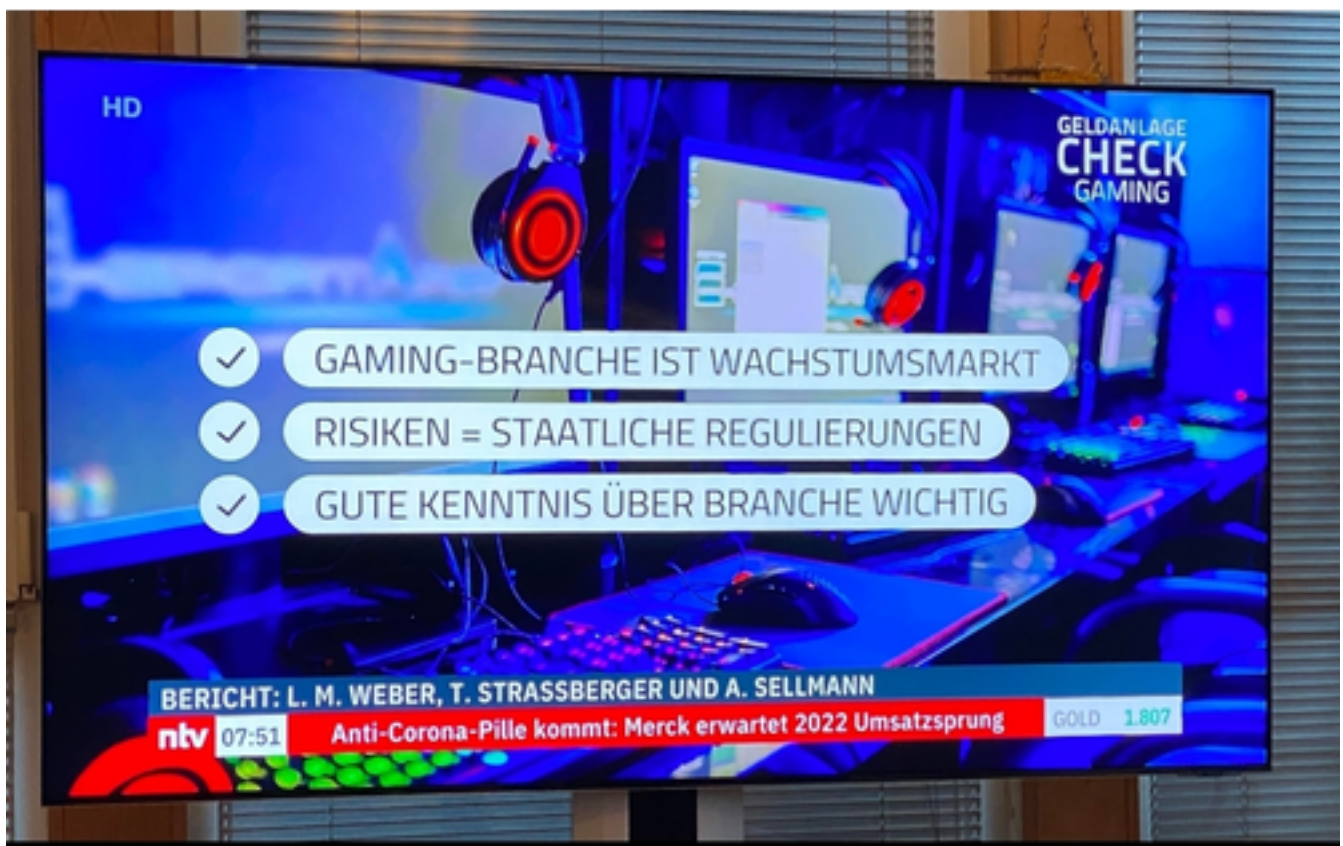 HD
GELDANLAGE
CHECK
GAMING
GAMING-BRANCHE IST WACHSTUMSMARKT
RISIKEN = STAATLICHE REGULIERUNGEN
GUTE KENNTNIS ÜBER BRANCHE WICHTIG
BERICHT: L. M. WEBER, T. STRASSBERGER UND A. SELLMANN
ntv 07:51 Anti-Corona-Pille kommt: Merck erwartet 2022 Umsatzsprung GOLD 1.807